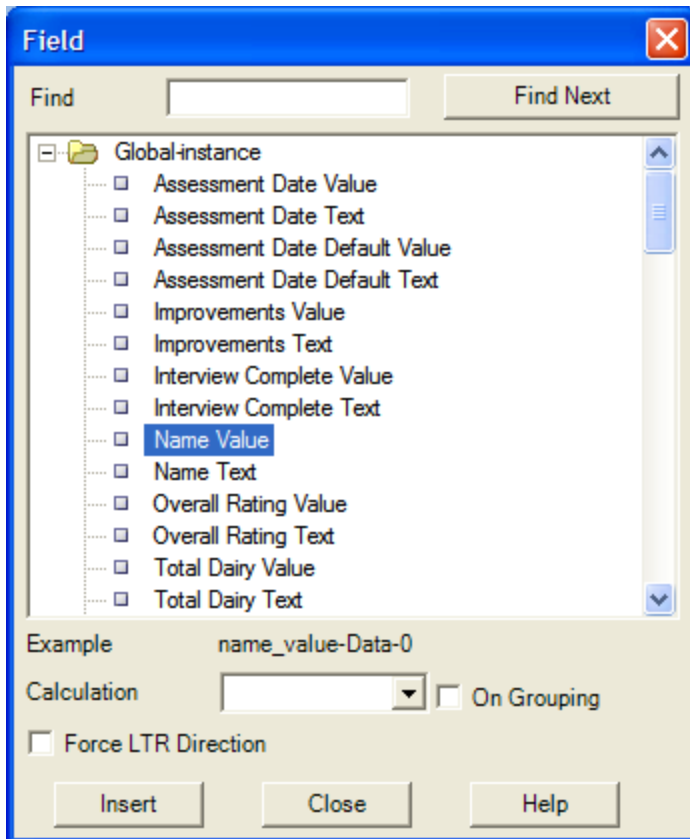 Field
Find Find Next
Global-instance
Assessment Date Value
Assessment Date Text
Assessment Date Default Value
Assessment Date Default Text
Improvements Value
Improvements Text
Interview Complete Value
Interview Complete Text
Name Value
Name Text
Overall Rating Value
Overall Rating Text
Total Dairy Value
Total Dairy Text
Example name_value-Data-0
Calculation On Grouping
Force LTR Direction
Insert Close Help